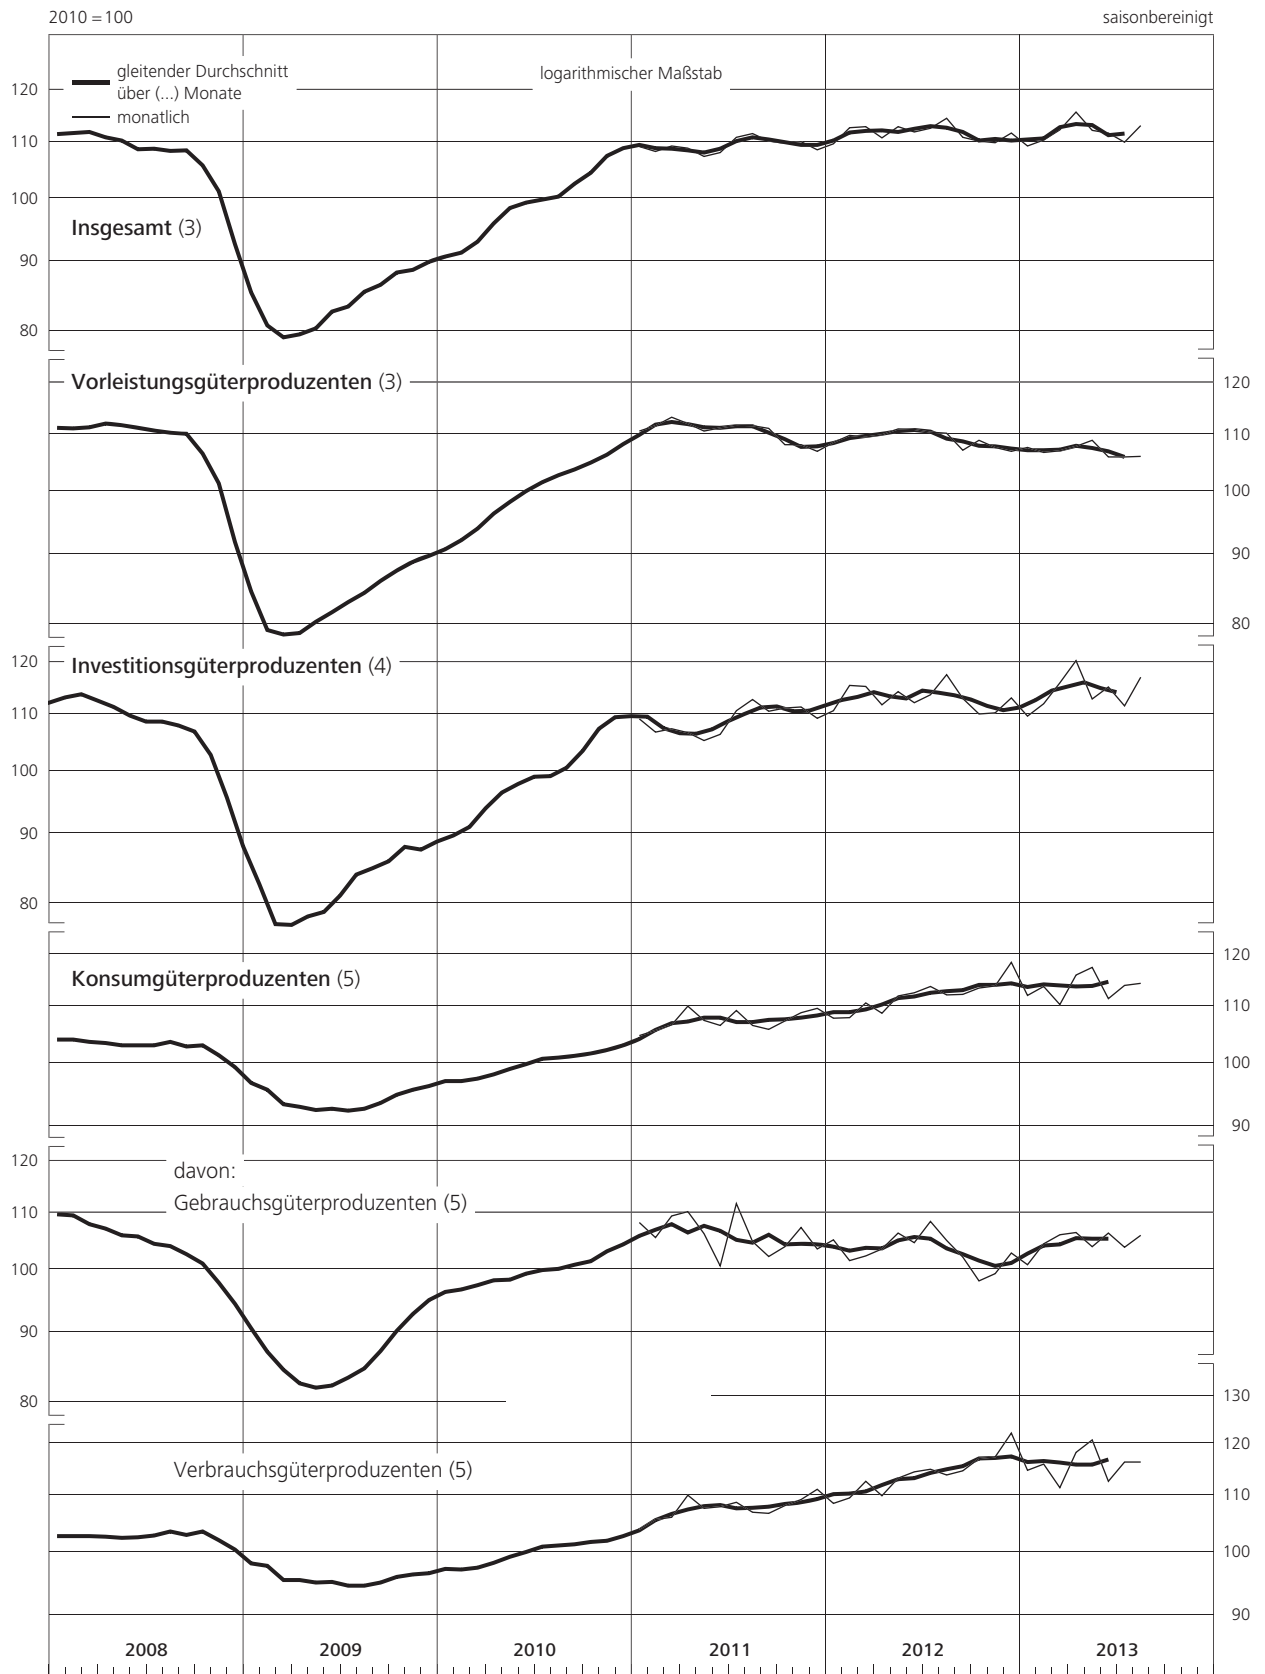 2010 = 100
saisonbereinigt
gleitender Durchschnitt
über (...) Monate
monatlich
logarithmischer Maßstab
120
110
100
90
80
Insgesamt (3)
Vorleistungsgüterproduzenten (3)
120
110
100
90
80
Investitionsgüterproduzenten (4)
120
110
100
90
80
Konsumgüterproduzenten (5)
120
110
100
90
davon:
Gebrauchsgüterproduzenten (5)
120
110
100
90
80
Verbrauchsgüterproduzenten (5)
130
120
110
100
90
2008
2009
2010
2011
2012
2013